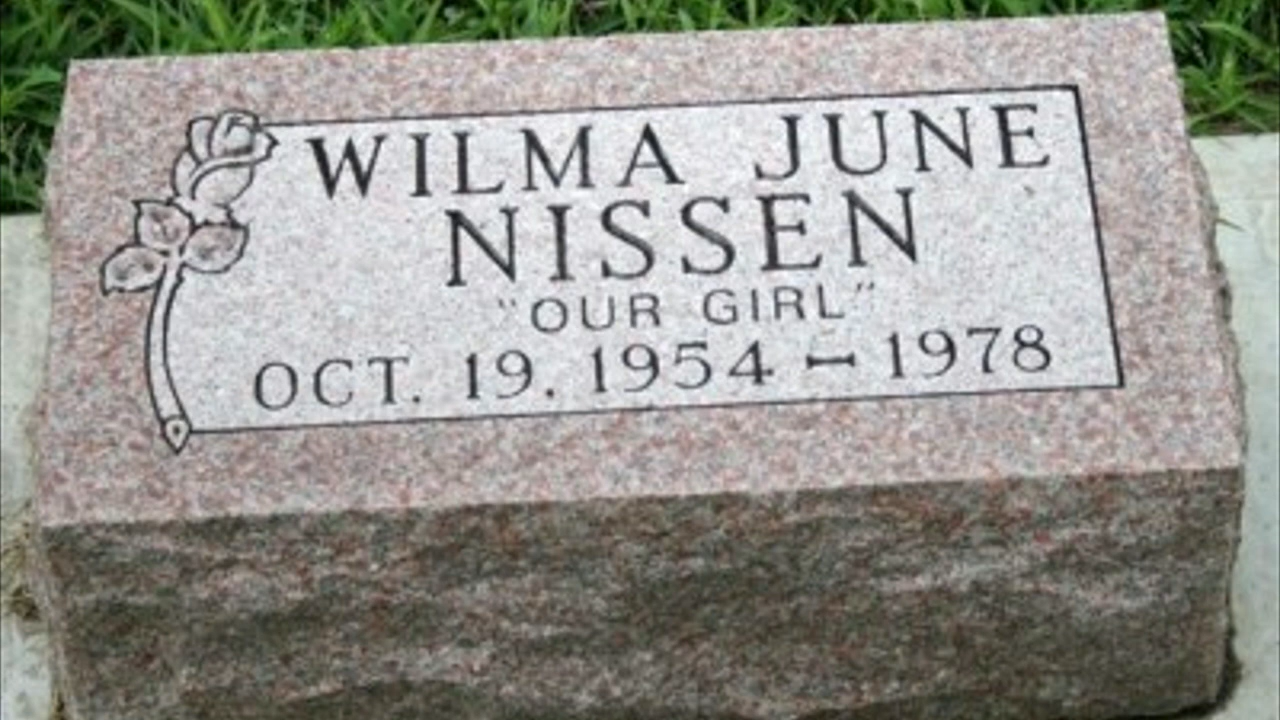 WILMA JUNE
NISSEN
"OUR GIRL"
OCT. 19. 1954 – 1978